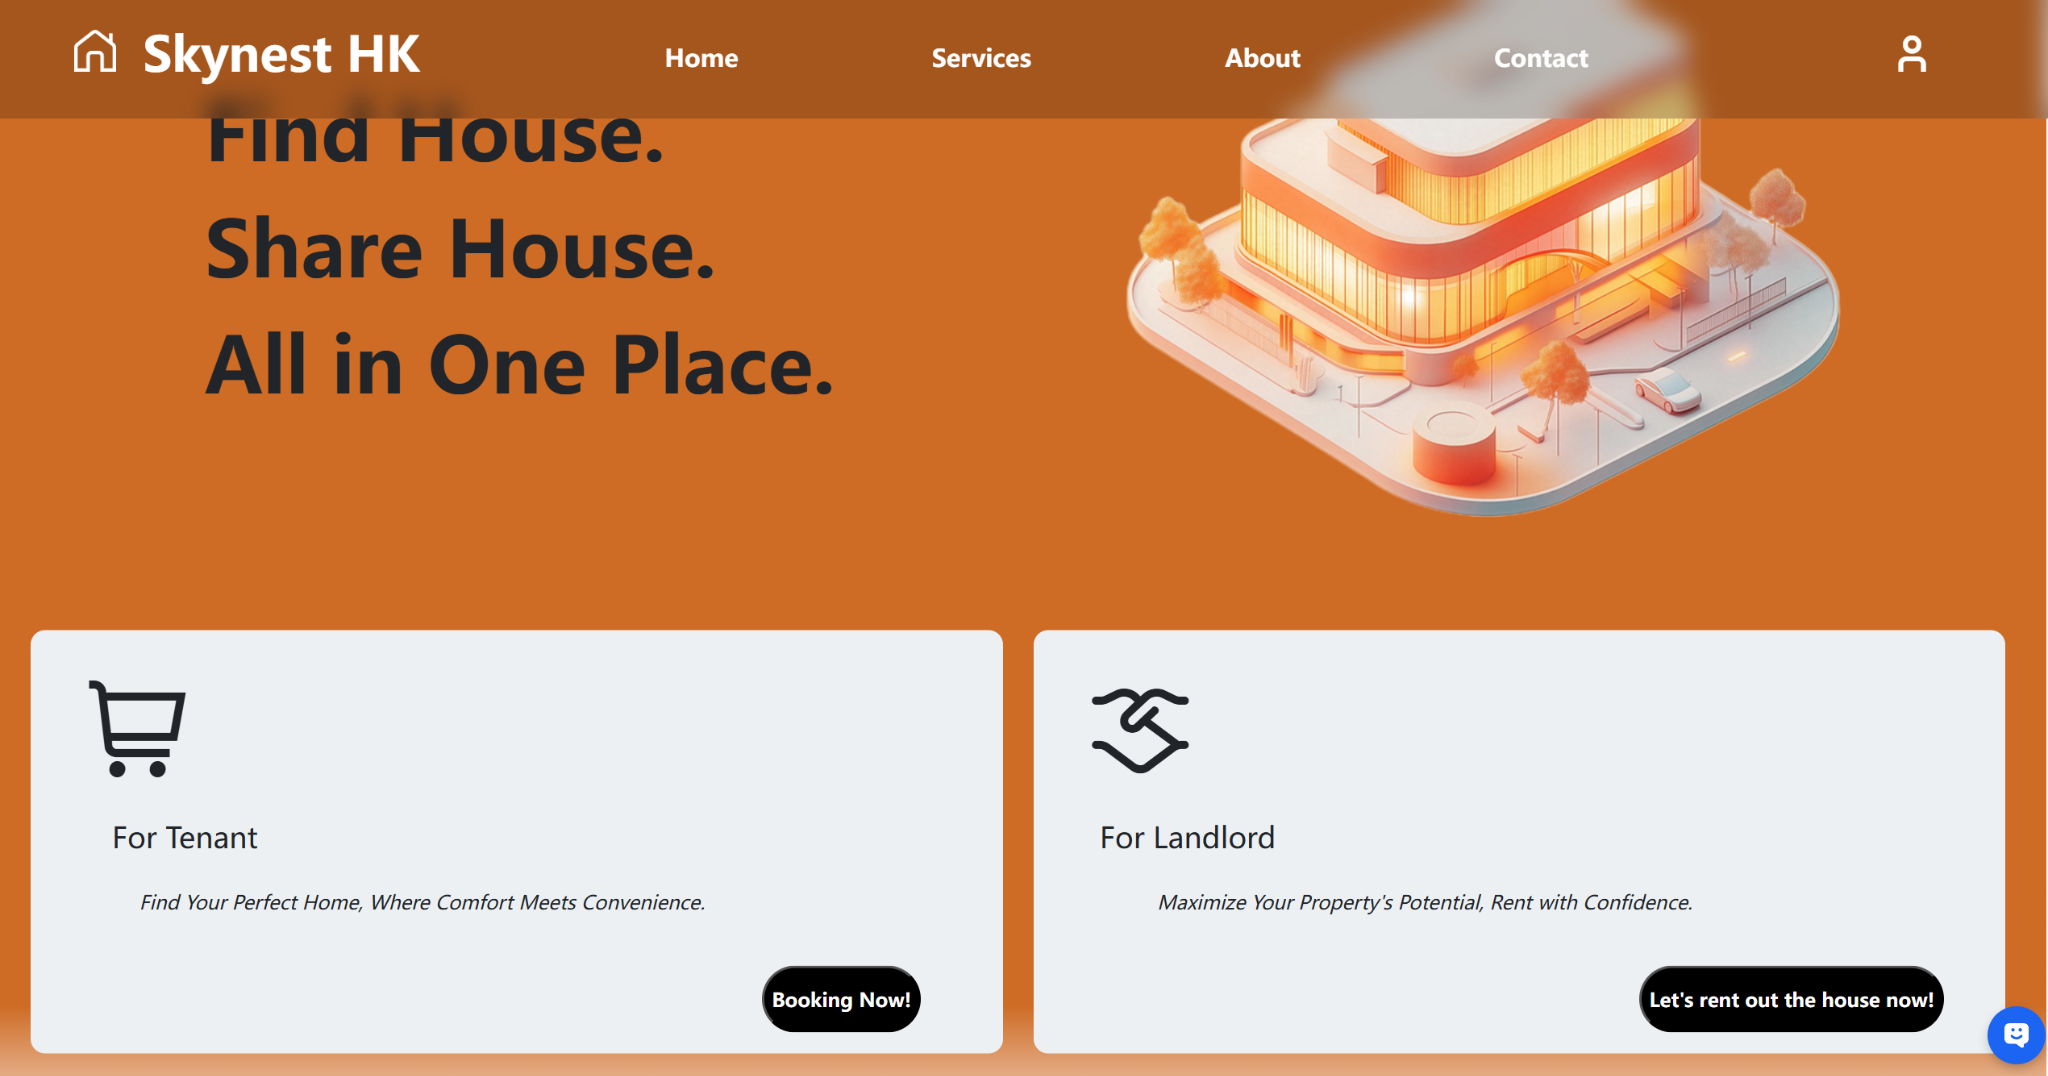 Skynest HK
Home
Services
About
Contact
Find House.
Share House.
All in One Place.
For Tenant
Find Your Perfect Home, Where Comfort Meets Convenience.
Booking Now!
For Landlord
Maximize Your Property's Potential, Rent with Confidence.
Let's rent out the house now!